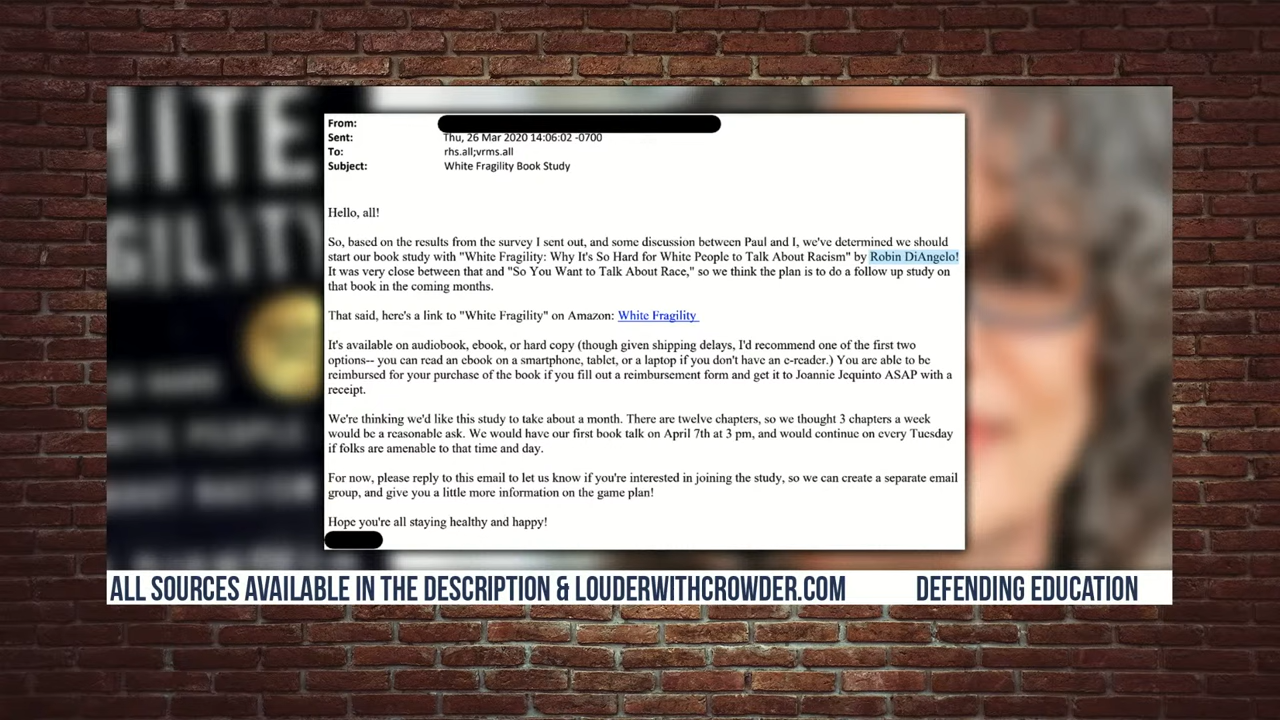 HITE
GILITY
From:
Sent: Thu, 26 Mar 2020 14:06:02 -0700
To: rhs.all;vrms.all
Subject: White Fragility Book Study
Hello, all!
So, based on the results from the survey I sent out, and some discussion between Paul and I, we've determined we should
start our book study with "White Fragility: Why It's So Hard for White People to Talk About Racism" by Robin DiAngelo!
It was very close between that and "So You Want to Talk About Race," so we think the plan is to do a follow up study on
that book in the coming months.
That said, here's a link to "White Fragility" on Amazon: White Fragility
It's available on audiobook, ebook, or hard copy (though given shipping delays, I'd recommend one of the first two
options-- you can read an ebook on a smartphone, tablet, or a laptop if you don't have an e-reader.) You are able to be
reimbursed for your purchase of the book if you fill out a reimbursement form and get it to Joannie Jcquinto ASAP with a
receipt.
We're thinking we'd like this study to take about a month. There are twelve chapters, so we thought 3 chapters a week
would be a reasonable ask. We would have our first book talk on April 7th at 3 pm, and would continue on every Tuesday
if folks are amenable to that time and day.
For now, please reply to this email to let us know if you're interested in joining the study, so we can create a separate email
group, and give you a little more information on the game plan!
Hope you're all staying healthy and happy!
ALL SOURCES AVAILABLE IN THE DESCRIPTION & LOUDERWITHCROWDER.COM
DEFENDING EDUCATION